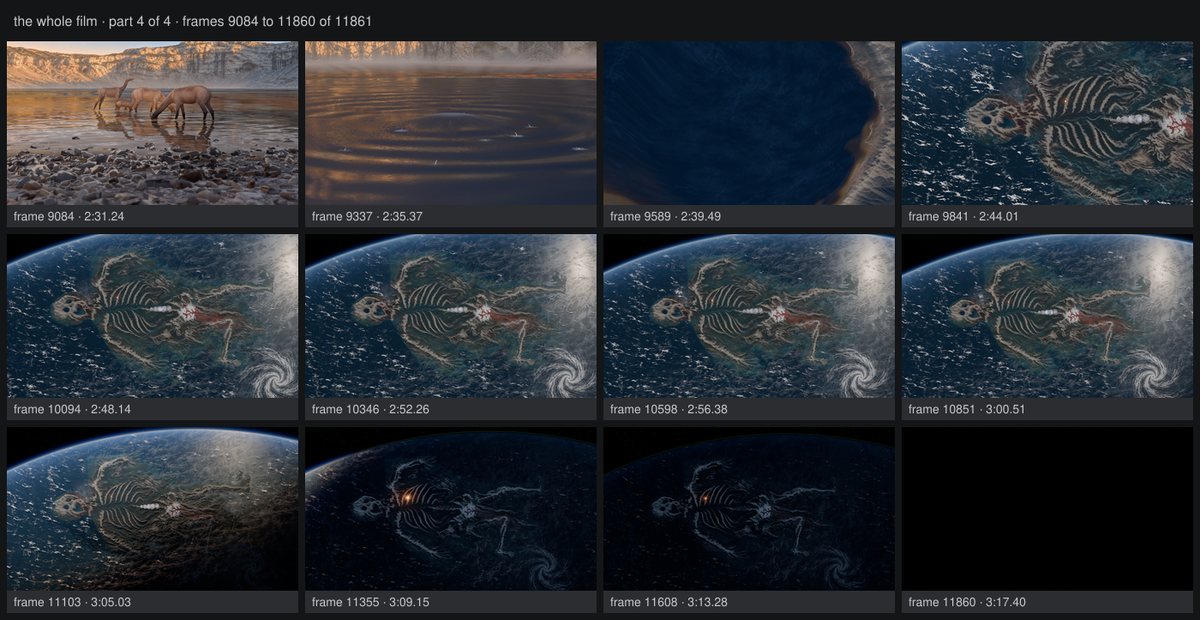 the whole film · part 4 of 4 · frames 9084 to 11860 of 11861
frame 9084 · 2:31.24
frame 9337 · 2:35.37
frame 9589 · 2:39.49
frame 9841 · 2:44.01
frame 10094 · 2:48.14
frame 10346 · 2:52.26
frame 10598 · 2:56.38
frame 10851 · 3:00.51
frame 11103 · 3:05.03
frame 11355 · 3:09.15
frame 11608 · 3:13.28
frame 11860 · 3:17.40